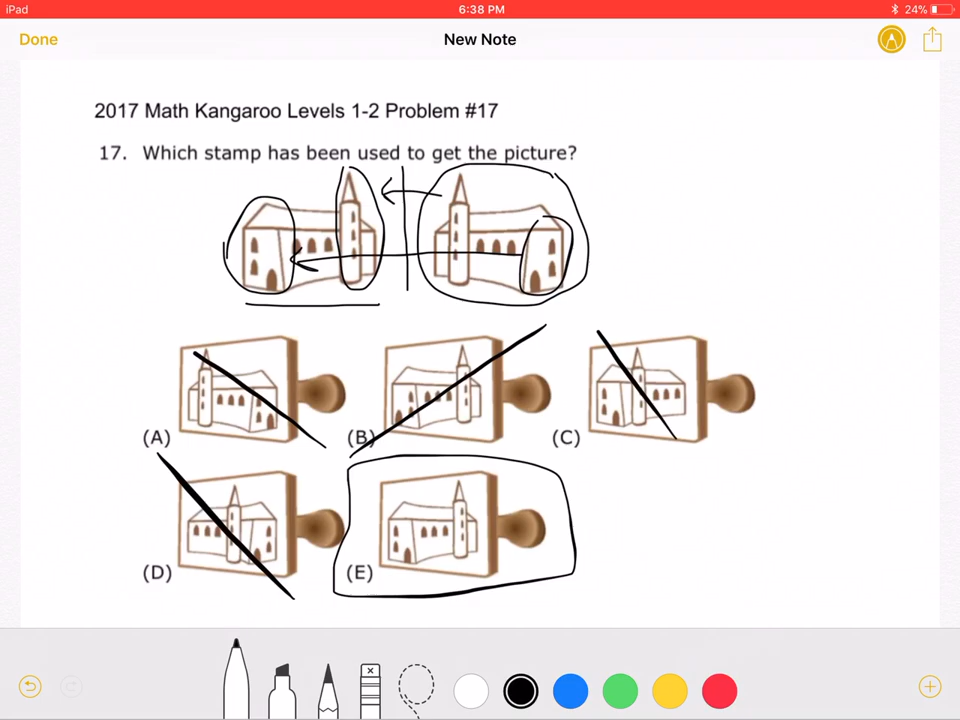 iPad 6:38 PM 24%
Done New Note
2017 Math Kangaroo Levels 1-2 Problem #17
17. Which stamp has been used to get the picture?
(A) (B) (C)
(D) (E)